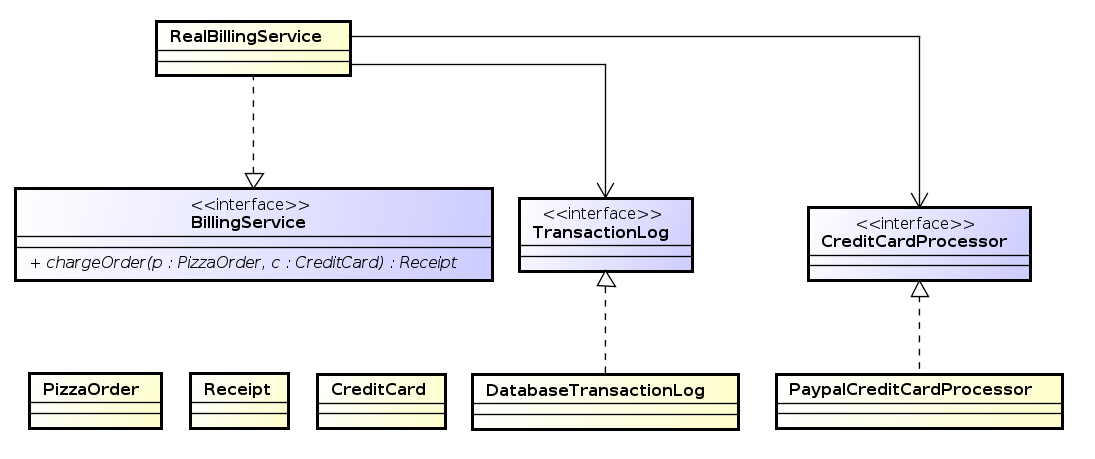 RealBillingService
<<interface>>
BillingService
+ chargeOrder(p : PizzaOrder, c : CreditCard) : Receipt
<<interface>>
TransactionLog
<<interface>>
CreditCardProcessor
PizzaOrder
Receipt
CreditCard
DatabaseTransactionLog
PaypalCreditCardProcessor